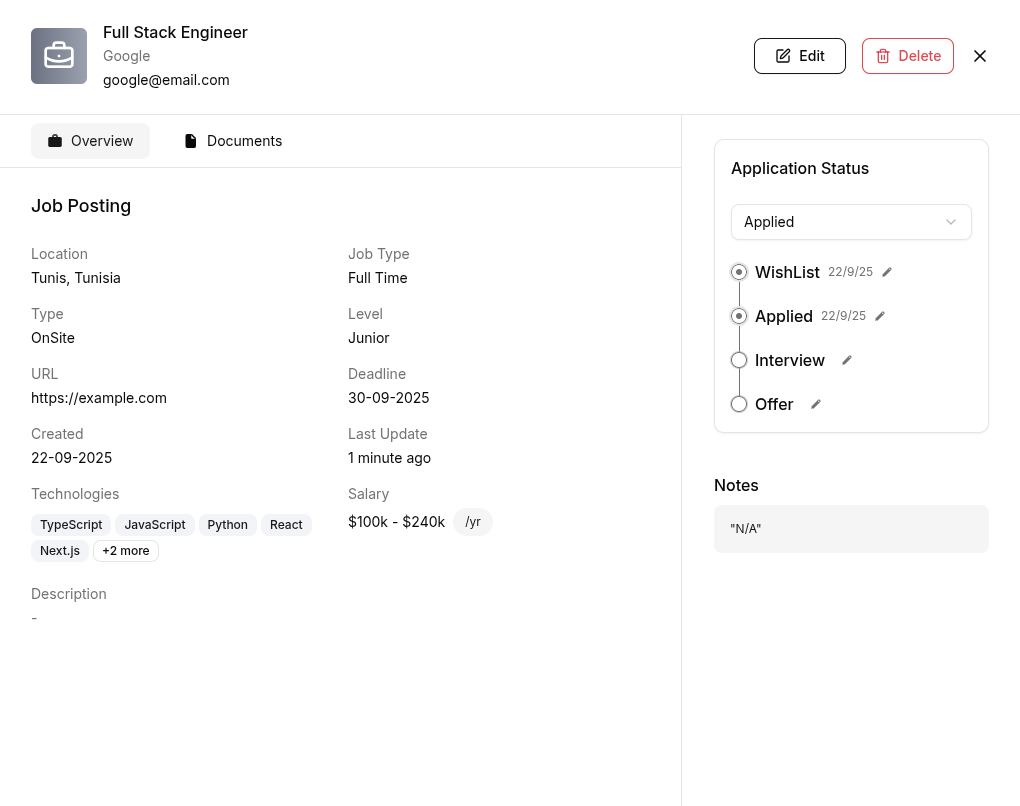 Full Stack Engineer
Google
google@email.com
Edit
Delete
Overview
Documents
Job Posting
Location
Tunis, Tunisia
Job Type
Full Time
Type
OnSite
Level
Junior
URL
https://example.com
Deadline
30-09-2025
Created
22-09-2025
Last Update
1 minute ago
Technologies
TypeScript JavaScript Python React
Next.js +2 more
Salary
$100k - $240k /yr
Description
-
Application Status
Applied
WishList 22/9/25
Applied 22/9/25
Interview
Offer
Notes
"N/A"